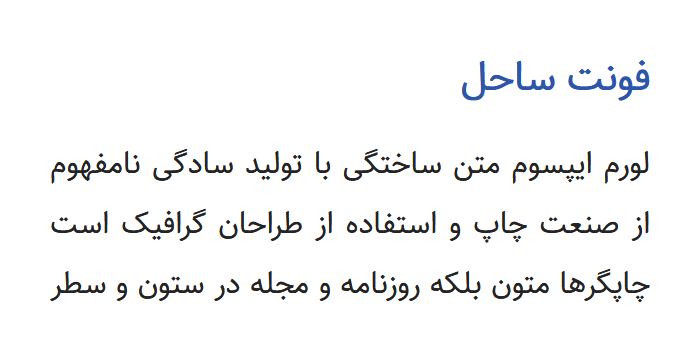 فونت ساحل
لورم ایپسوم متن ساختگی با تولید سادگی نامفهوم
از صنعت چاپ و استفاده از طراحان گرافیک است
چاپگرها متون بلکه روزنامه و مجله در ستون و سطر